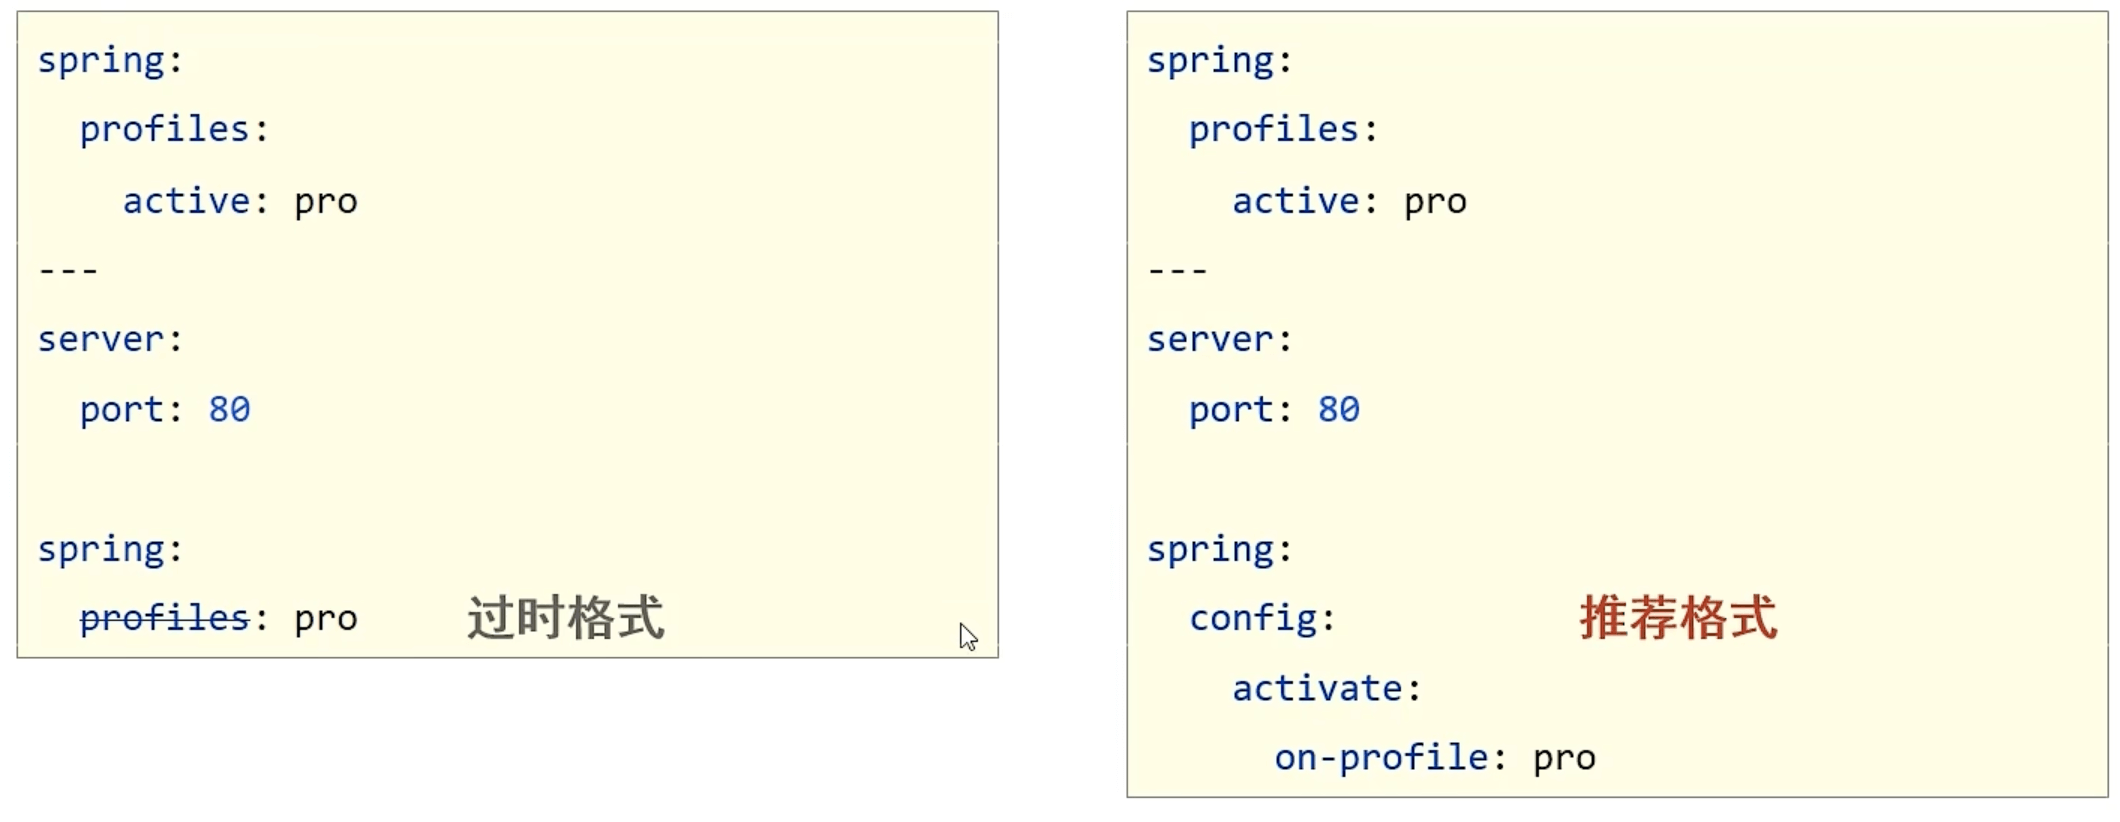 spring:
  profiles:
    active: pro
---
server:
  port: 80

spring:
  profiles: pro 过时格式
spring:
  profiles:
    active: pro
---
server:
  port: 80

spring:
  config: 推荐格式
    activate:
      on-profile: pro